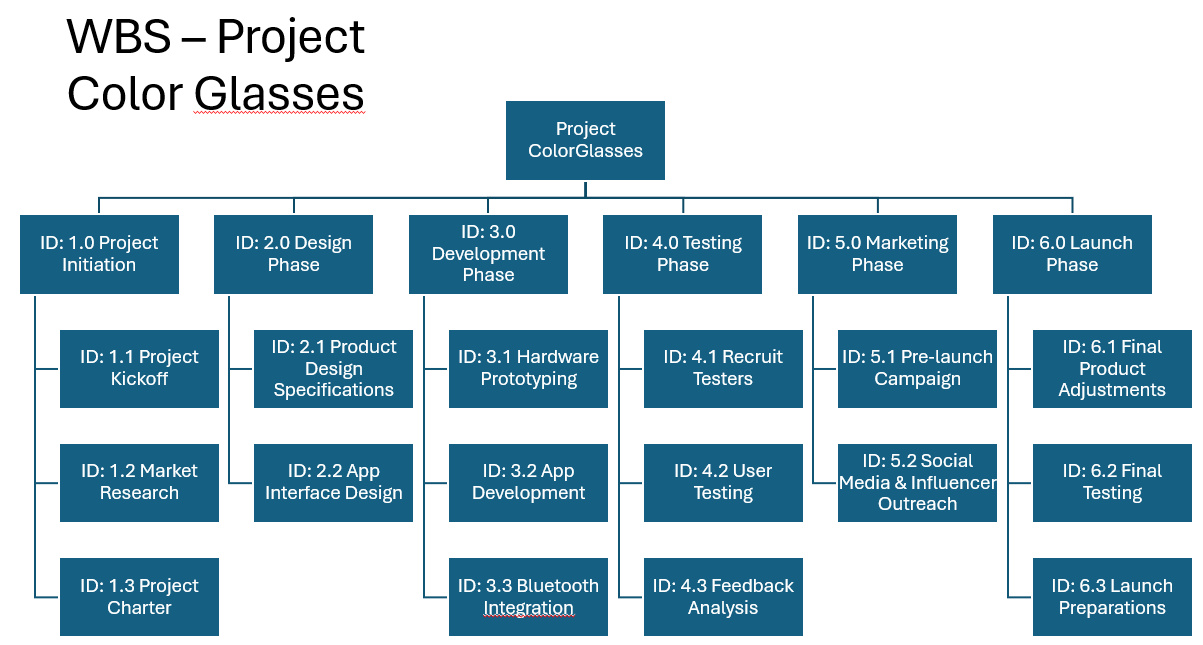 WBS – Project
Color Glasses
Project
ColorGlasses
ID: 1.0 Project
Initiation
ID: 2.0 Design
Phase
ID: 3.0
Development
Phase
ID: 4.0 Testing
Phase
ID: 5.0 Marketing
Phase
ID: 6.0 Launch
Phase
ID: 1.1 Project
Kickoff
ID: 2.1 Product
Design
Specifications
ID: 3.1 Hardware
Prototyping
ID: 4.1 Recruit
Testers
ID: 5.1 Pre-launch
Campaign
ID: 6.1 Final
Product
Adjustments
ID: 1.2 Market
Research
ID: 2.2 App
Interface Design
ID: 3.2 App
Development
ID: 4.2 User
Testing
ID: 5.2 Social
Media & Influencer
Outreach
ID: 6.2 Final
Testing
ID: 1.3 Project
Charter
ID: 3.3 Bluetooth
Integration
ID: 4.3 Feedback
Analysis
ID: 6.3 Launch
Preparations